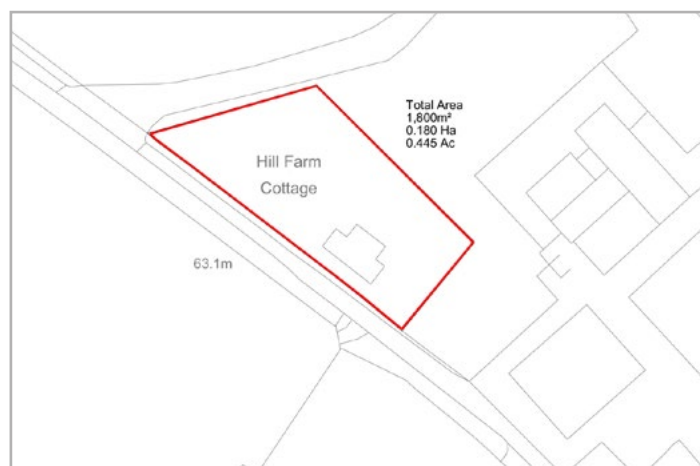 Total Area
1,800m²
0.180 Ha
0.445 Ac
Hill Farm
Cottage
63.1m